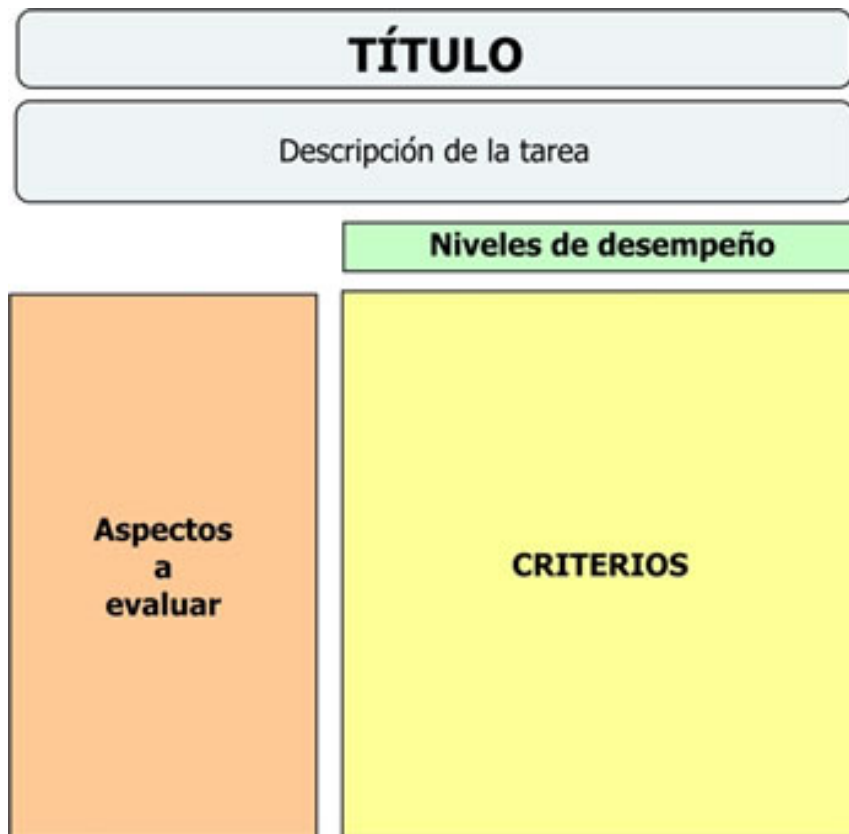 TÍTULO
Descripción de la tarea
Niveles de desempeño
Aspectos
a
evaluar
CRITERIOS